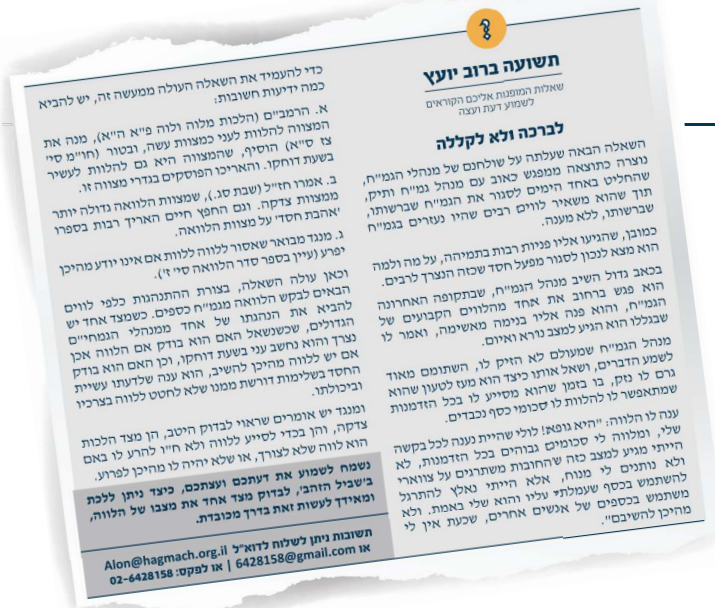 ?
תשועה ברוב יועץ
שאלות המופנות אליכם הקוראים
לשמוע דעת ועצה
לברכה ולא לקללה
השאלה הבאה שעלתה על שולחנם של מנהלי הגמ"ח,
נוצרה כתוצאה ממפגש כאוב עם מנהל גמ"ח ותיק,
שהחליט באחד הימים לסגור את הגמ"ח שברשותו,
תוך שהוא משאיר לווים רבים שהיו נעזרים בגמ"ח
שברשותו, ללא מענה.
כמובן, שהגיעו אליו פניות רבות בתמיהה, על מה ולמה
הוא מצא לנכון לסגור מפעל חסד שכזה הנצרך לרבים.
בכאב גדול השיב מנהל הגמ"ח, שבתקופה האחרונה
הוא פגש ברחוב את אחד מהלווים הקבועים של
הגמ"ח, והוא פנה אליו בנימה מאשימה, ואמר לו
שבגללו הוא הגיע למצב נורא ואיום.
מנהל הגמ"ח שמעולם לא הזיק לו, השתומם מאוד
לשמע הדברים, ושאל אותו כיצד הוא מעז לטעון שהוא
גרם לו נזק, בו בזמן שהוא מסייע לו בכל הזדמנות
שמתאפשר לו להלוות לו סכומי כסף נכבדים.
ענה לו הלווה: "היא גופא! לולי שהיית נענה לכל בקשה
שלי, ומלווה לי סכומים גבוהים בכל הזדמנות, לא
הייתי מגיע למצב כזה שהחובות משתרגים על צווארי
ולא נותנים לי מנוח, אלא הייתי נאלץ להתרגל
להשתמש בכסף שעמלתי עליו והוא שלי באמת. ולא
משתמש בכספים של אנשים אחרים, שכעת אין לי
מהיכן להשיבם".
כדי להעמיד את השאלה העולה ממעשה זה, יש להביא
כמה ידיעות חשובות:
א. הרמב"ם (הלכות מלוה ולוה פ"א ה"א), מנה את
המצווה להלוות לעני כמצוות עשה, ובטור (חו"מ סי'
צז ס"א) הוסיף, שהמצווה היא גם להלוות לעשיר
בשעת דוחקו. והאריכו הפוסקים בגדרי מצווה זו.
ב. אמרו חז"ל (שבת סג.), שמצוות הלוואה גדולה יותר
ממצוות צדקה. וגם החפץ חיים האריך רבות בספרו
'אהבת חסד' על מצוות הלוואה.
ג. מנגד מבואר שאסור ללווה ללוות אם אינו יודע מהיכן
יפרע (עיין בספר סדר הלוואה סי' ז').
וכאן עולה השאלה, בצורת ההתנהגות כלפי לווים
הבאים לבקש הלוואה מגמ"ח כספים. כשמצד אחד יש
להביא את הנהגתו של אחד ממנהלי הגמחי"ם
הגדולים, שכשנשאל האם הוא בודק אם הלווה אכן
נצרך והוא נחשב עני בשעת דוחקו, וכן האם הוא בודק
אם יש ללווה מהיכן להשיב, הוא ענה שלדעתו עשיית
החסד בשלימות דורשת ממנו שלא לחטט ללווה בצרכיו
וביכולתו.
ומנגד יש אומרים שראוי לבדוק היטב, הן מצד הלכות
צדקה, והן בכדי לסייע ללווה ולא ח"ו להרע לו באם
הוא לווה שלא לצורך, או שלא יהיה לו מהיכן לפרוע.
נשמח לשמוע את דעתכם ועצתכם, כיצד ניתן ללכת
ב'שביל הזהב', לבדוק מצד אחד את מצבו של הלווה,
ומאידך לעשות זאת בדרך מכובדת.
תשובות ניתן לשלוח לדוא"ל Alon@hagmach.org.il
או 6428158@gmail.com | או לפקס: 02-6428158